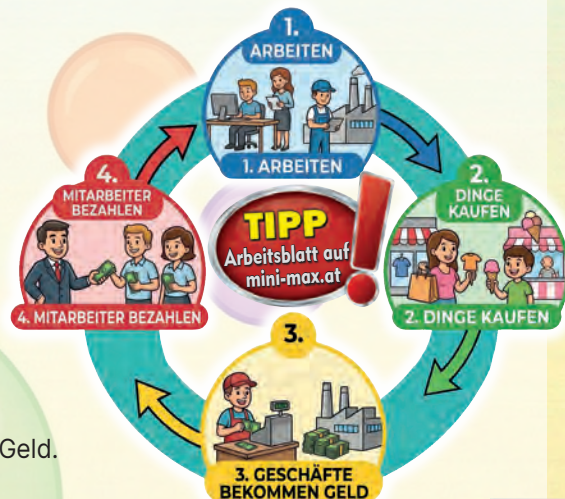 1.
ARBEITEN
1. ARBEITEN
2.
DINGE
KAUFEN
2. DINGE KAUFEN
3.
3. GESCHÄFTE
BEKOMMEN GELD
4.
MITARBEITER
BEZAHLEN
4. MITARBEITER BEZAHLEN
TIPP
Arbeitsblatt auf
mini-max.at
!
Geld.